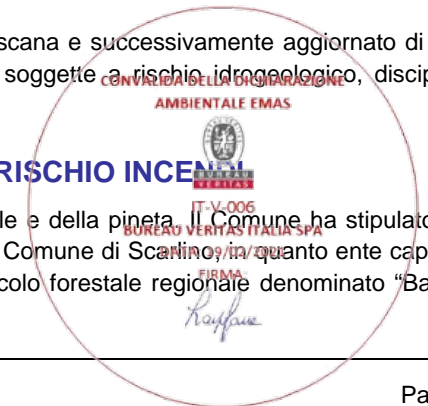 scana e successivamente aggiornato di
soggette a rischio idrogeologico, discip
CONVALIDA DELLA DICHIARAZIONE
AMBIENTALE EMAS
RISCHIO INCENDI
BUREAU
VERITAS
le e della pineta. Il Comune ha stipulato
IT-V-006
BUREAU VERITAS ITALIA SPA
Comune di Scarlino, in quanto ente cap
DATA
FIRMA
colo forestale regionale denominato “Ba
Pa